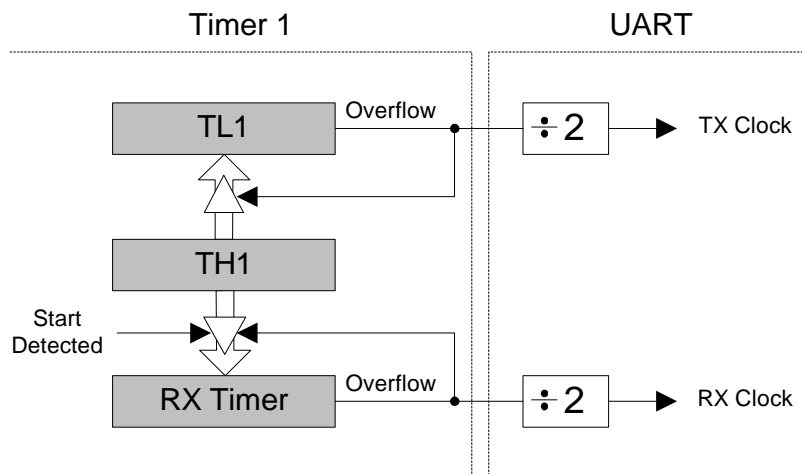 Timer 1
UART
TL1
Overflow
÷ 2
TX Clock
TH1
Start
Detected
RX Timer
Overflow
÷ 2
RX Clock